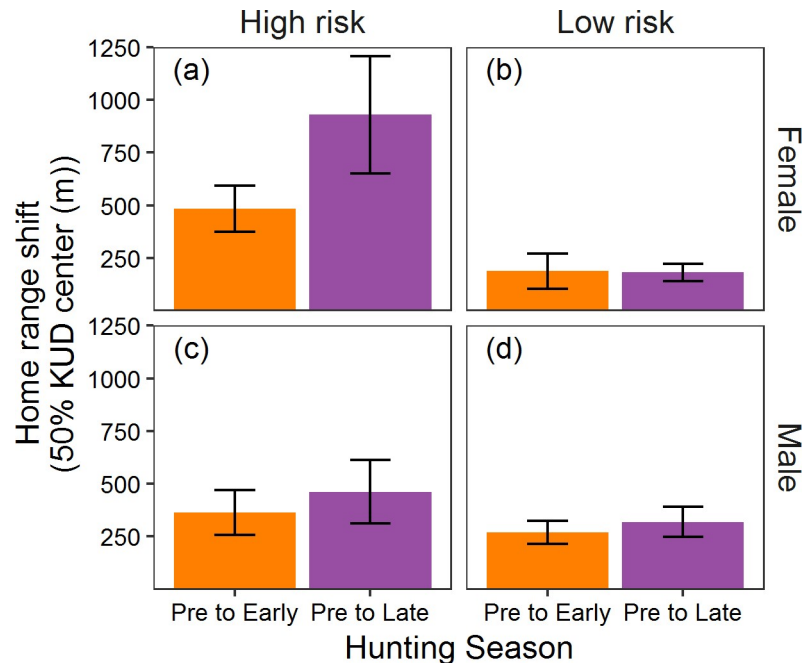 High risk
Low risk
Home range shift
(50% KUD center (m))
1250
1000
750
500
250
(a)
(b)
Female
1250
1000
750
500
250
(c)
(d)
Male
Pre to Early
Pre to Late
Pre to Early
Pre to Late
Hunting Season